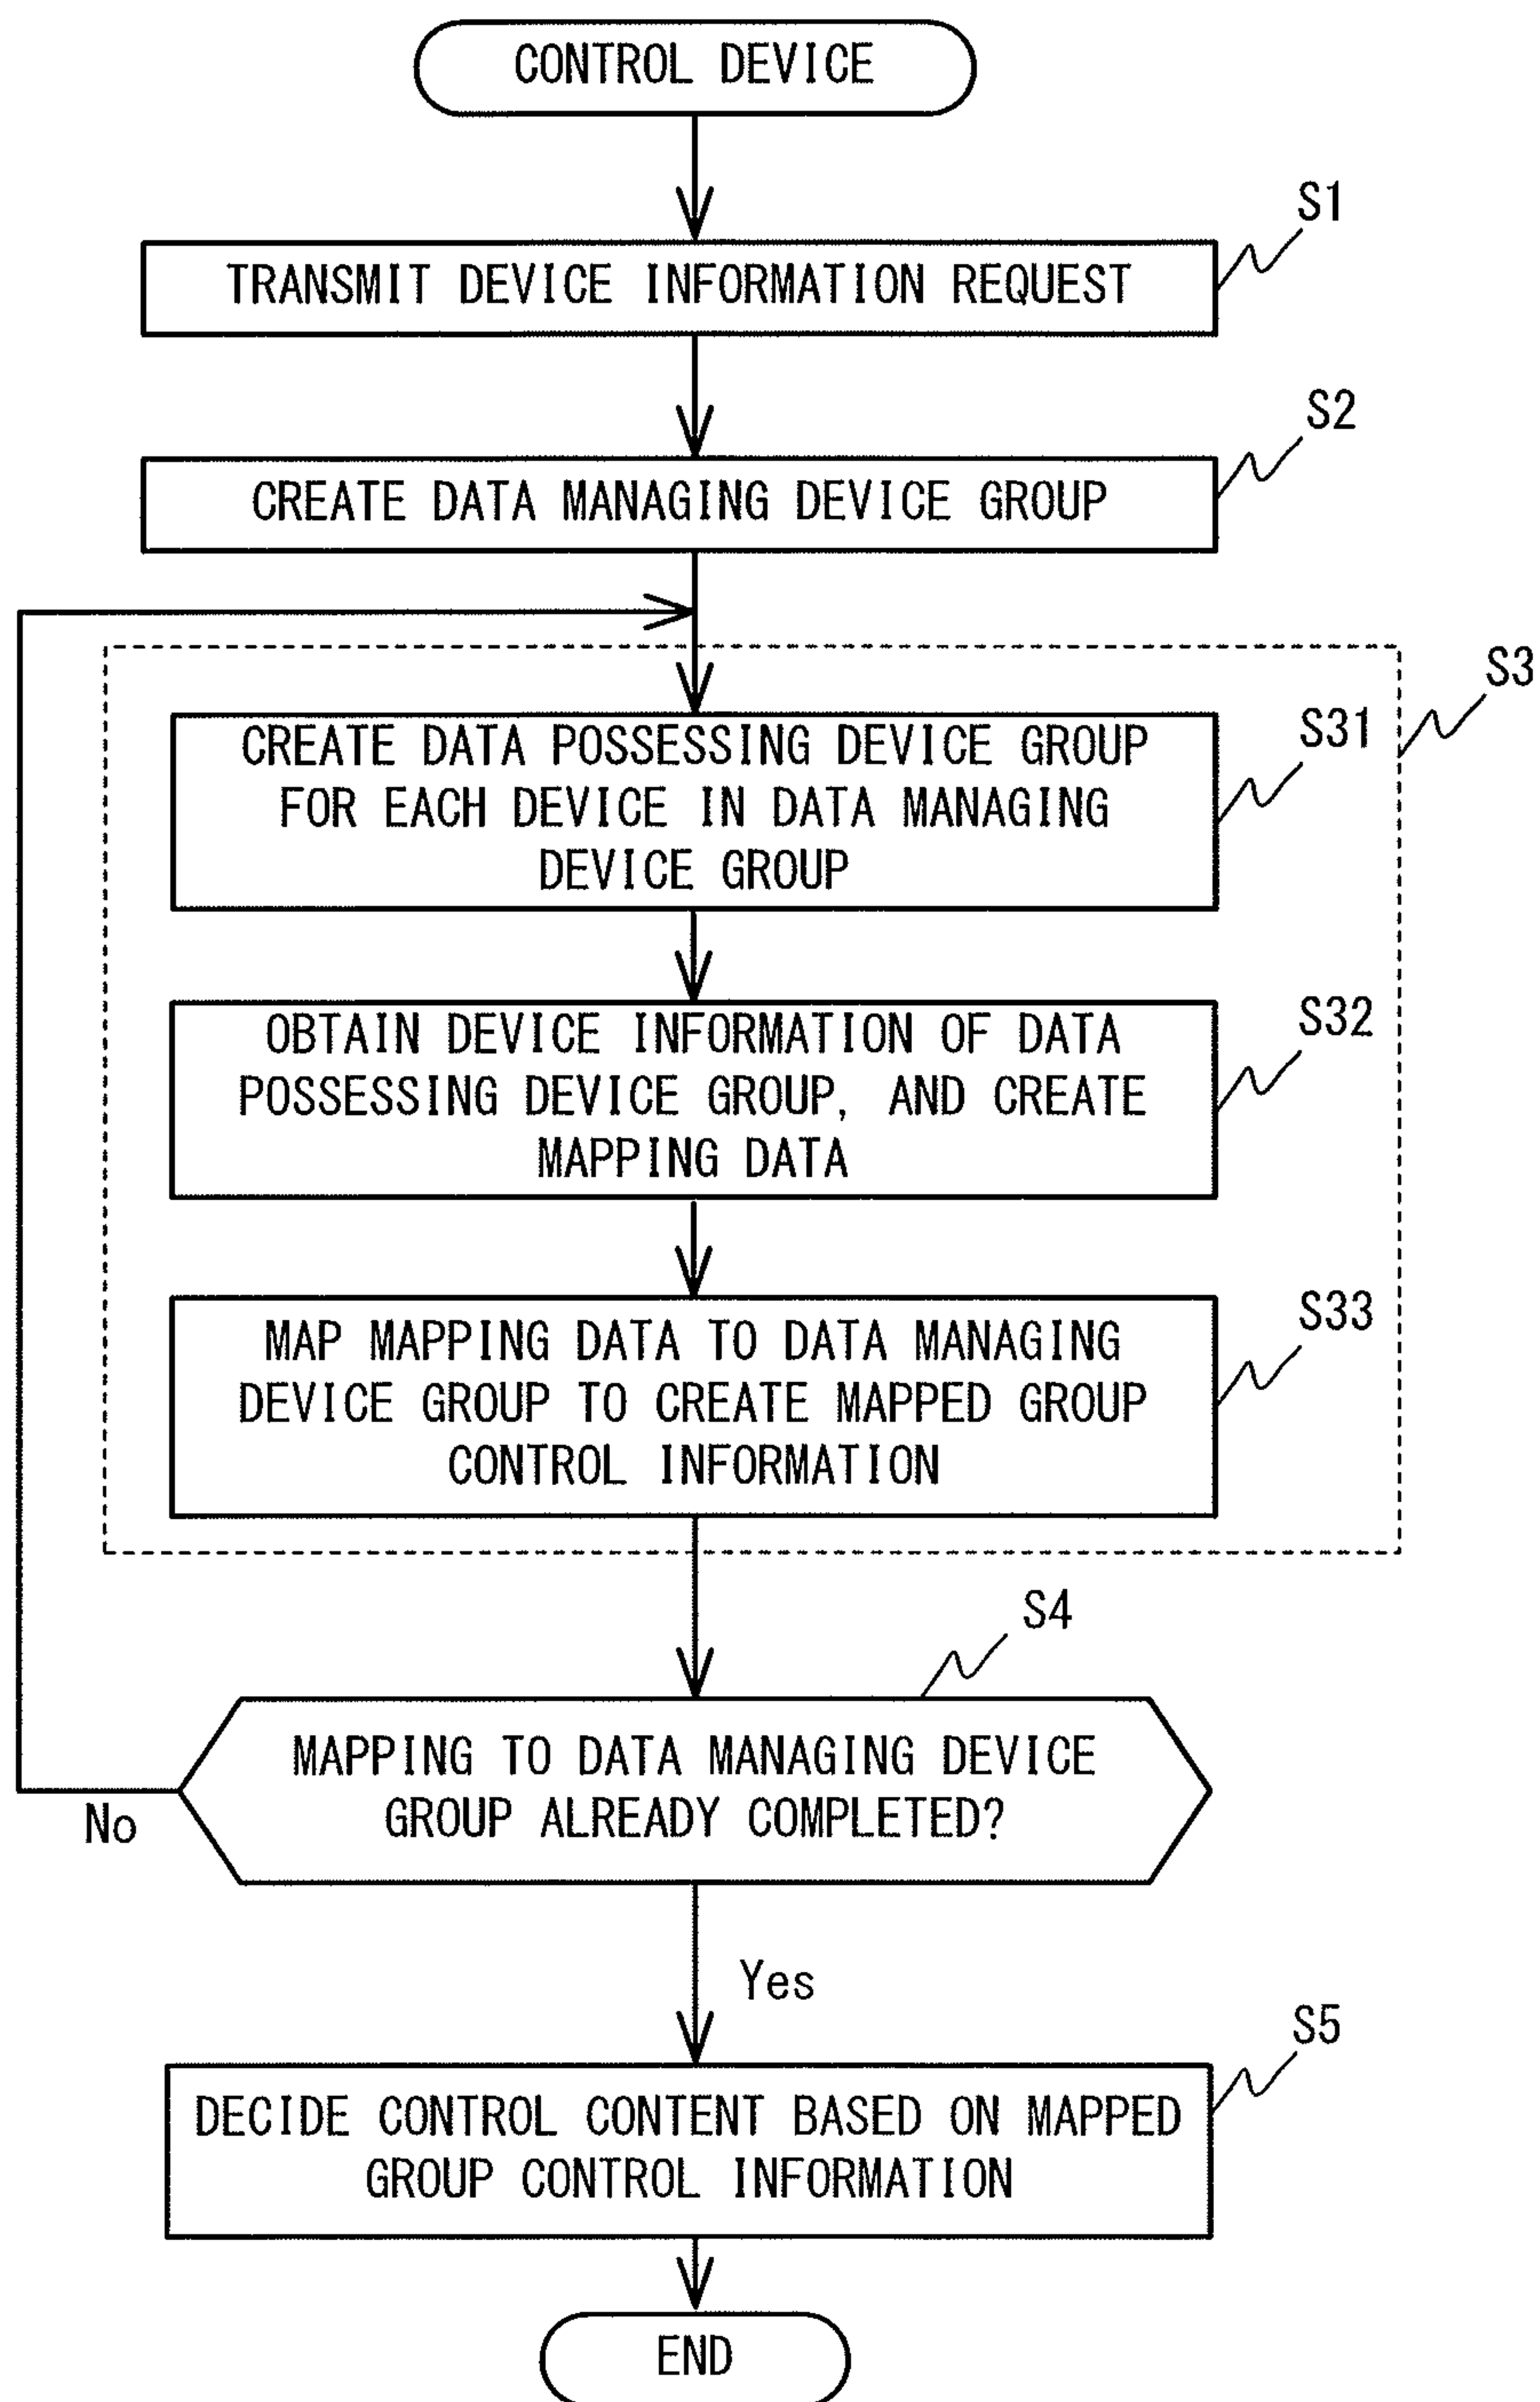 CONTROL DEVICE
S1
TRANSMIT DEVICE INFORMATION REQUEST
S2
CREATE DATA MANAGING DEVICE GROUP
S3
S31
CREATE DATA POSSESSING DEVICE GROUP
FOR EACH DEVICE IN DATA MANAGING
DEVICE GROUP
S32
OBTAIN DEVICE INFORMATION OF DATA
POSSESSING DEVICE GROUP, AND CREATE
MAPPING DATA
S33
MAP MAPPING DATA TO DATA MANAGING
DEVICE GROUP TO CREATE MAPPED GROUP
CONTROL INFORMATION
S4
MAPPING TO DATA MANAGING DEVICE
GROUP ALREADY COMPLETED?
No
Yes
S5
DECIDE CONTROL CONTENT BASED ON MAPPED
GROUP CONTROL INFORMATION
END